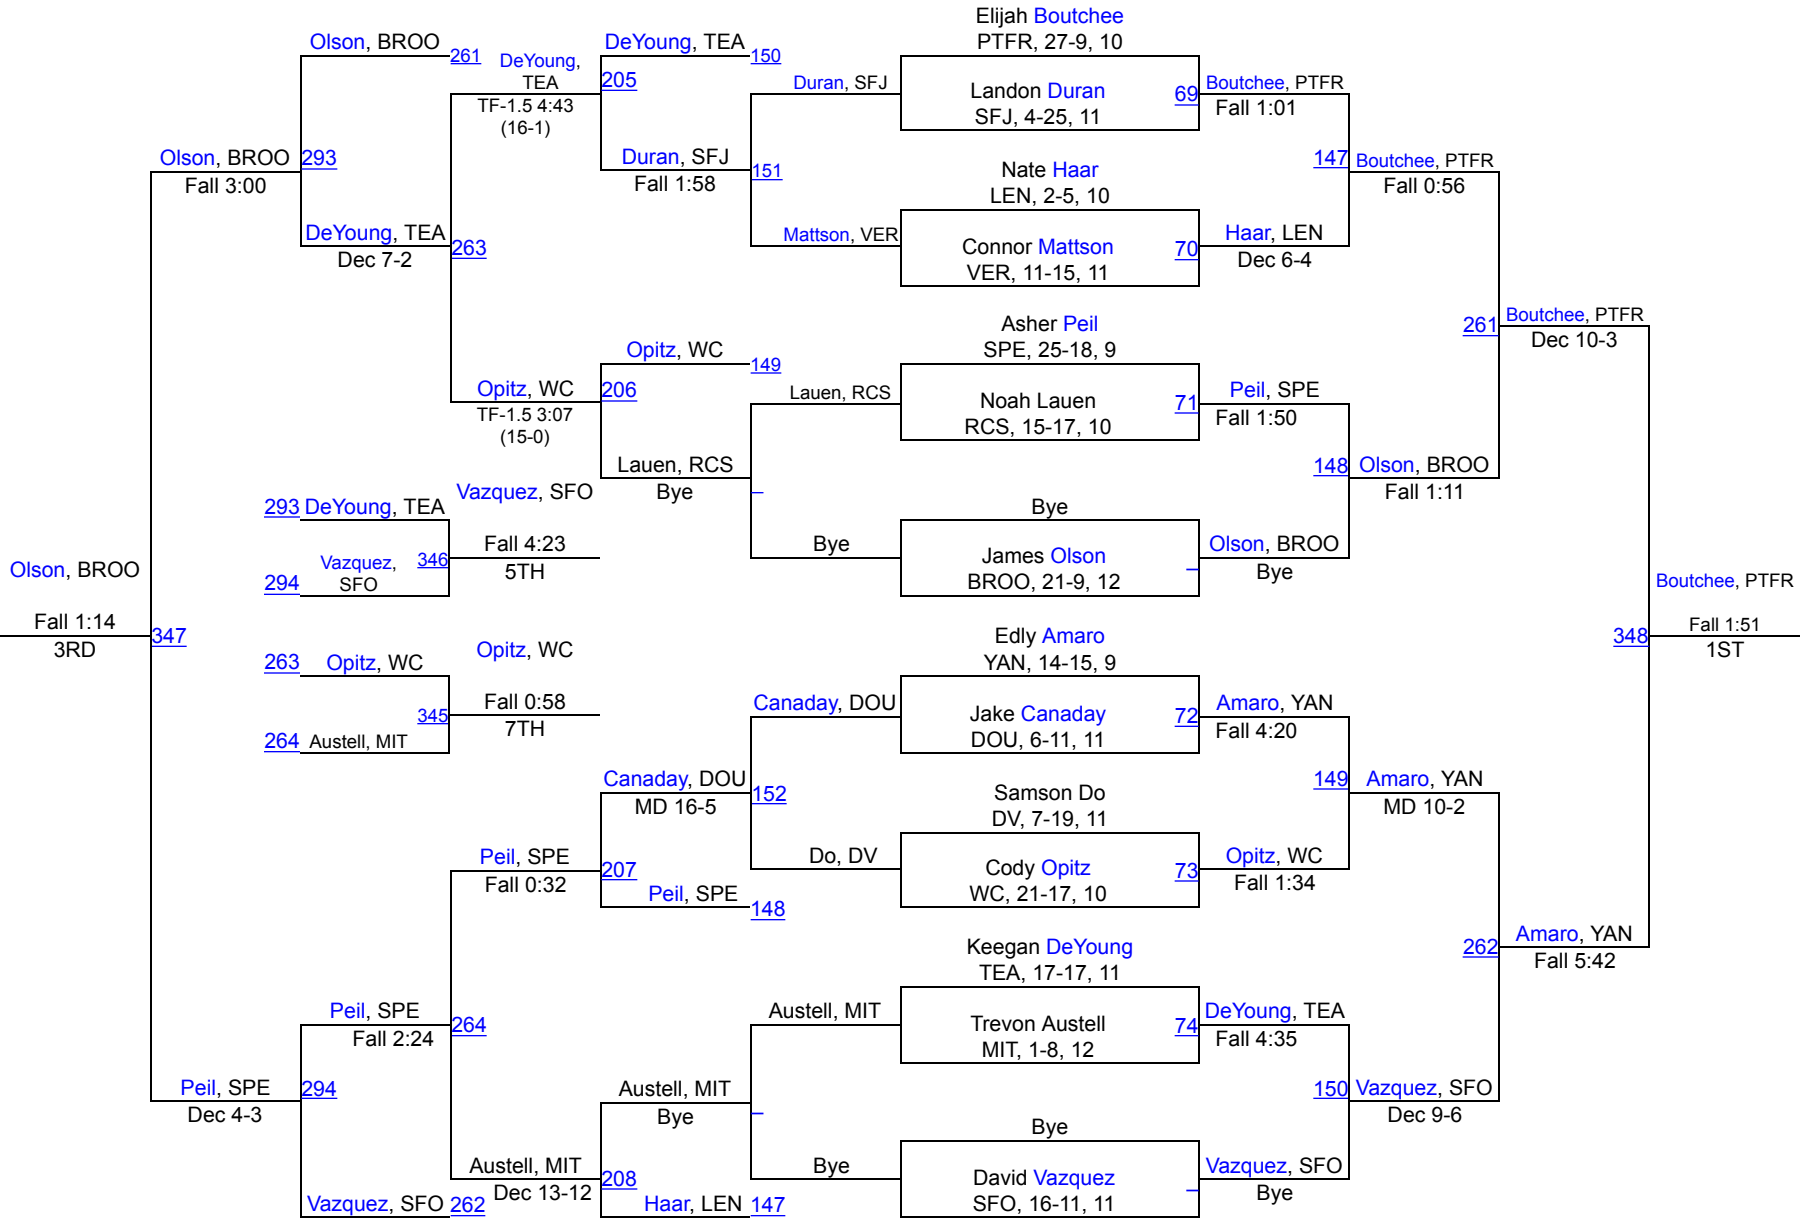 Elijah Boutchee
PTFR, 27-9, 10
Landon Duran
SFJ, 4-25, 11
69
Nate Haar
LEN, 2-5, 10
Connor Mattson
VER, 11-15, 11
70
Asher Peil
SPE, 25-18, 9
Noah Lauen
RCS, 15-17, 10
71
Bye
James Olson
BROO, 21-9, 12
Edly Amaro
YAN, 14-15, 9
Jake Canaday
DOU, 6-11, 11
72
Samson Do
DV, 7-19, 11
Cody Opitz
WC, 21-17, 10
73
Keegan DeYoung
TEA, 17-17, 11
Trevon Austell
MIT, 1-8, 12
74
Bye
David Vazquez
SFO, 16-11, 11
Boutchee, PTFR
Fall 1:01
147
Haar, LEN
Dec 6-4
Peil, SPE
Fall 1:50
148
Olson, BROO
Bye
Amaro, YAN
Fall 4:20
149
Opitz, WC
Fall 1:34
DeYoung, TEA
Fall 4:35
150
Vazquez, SFO
Bye
Boutchee, PTFR
Fall 0:56
261
Olson, BROO
Fall 1:11
Amaro, YAN
MD 10-2
262
Vazquez, SFO
Dec 9-6
Boutchee, PTFR
Dec 10-3
348
Amaro, YAN
Fall 5:42
Boutchee, PTFR
Fall 1:51
1ST
Duran, SFJ
151
Mattson, VER
Lauen, RCS
Bye
Canaday, DOU
152
Do, DV
Austell, MIT
Bye
DeYoung, TEA
150
205
Duran, SFJ
Fall 1:58
Opitz, WC
149
206
Lauen, RCS
Bye
Canaday, DOU
MD 16-5
207
Peil, SPE
148
Austell, MIT
Bye
208
Haar, LEN
147
DeYoung,
TEA
TF-1.5 4:43
(16-1)
263
Opitz, WC
TF-1.5 3:07
(15-0)
Peil, SPE
Fall 0:32
264
Austell, MIT
Dec 13-12
Olson, BROO
261
293
DeYoung, TEA
Dec 7-2
Peil, SPE
Fall 2:24
294
Vazquez, SFO
262
Olson, BROO
Fall 3:00
347
Peil, SPE
Dec 4-3
Olson, BROO
Fall 1:14
3RD
293
DeYoung, TEA
294
Vazquez,
SFO
346
Vazquez, SFO
Fall 4:23
5TH
263
Opitz, WC
264
Austell, MIT
345
Opitz, WC
Fall 0:58
7TH